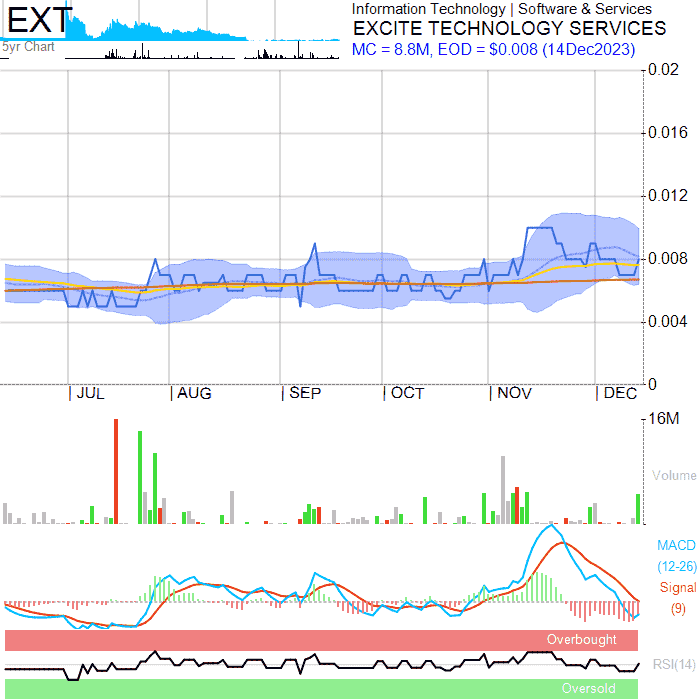 EXT
5yr Chart
Information Technology | Software & Services
EXCITE TECHNOLOGY SERVICES
MC = 8.8M, EOD = $0.008 (14Dec2023)
0.02
0.016
0.012
0.008
0.004
0
JUL AUG SEP OCT NOV DEC
16M
Volume
MACD
(12-26)
Signal
(9)
Overbought
RSI(14)
Oversold